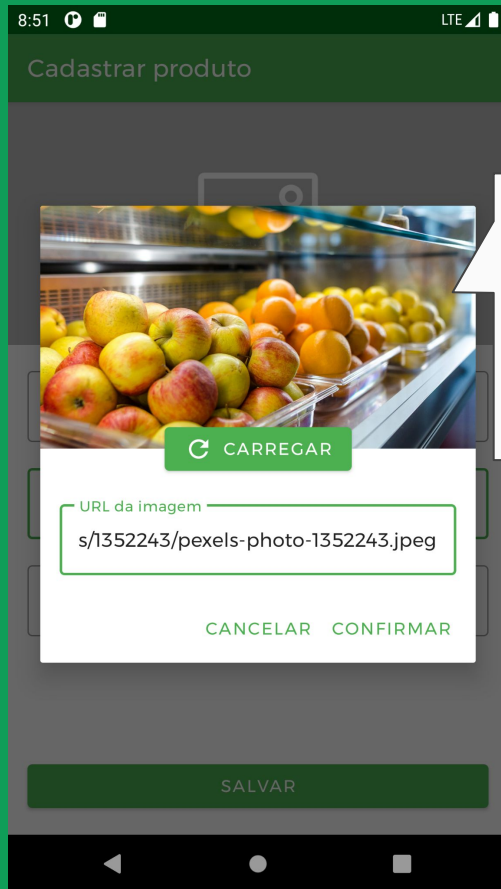 8:51
LTE
Cadastrar produto
CARREGAR
URL da imagem
s/1352243/pexels-photo-1352243.jpeg
CANCELAR CONFIRMAR
SALVAR